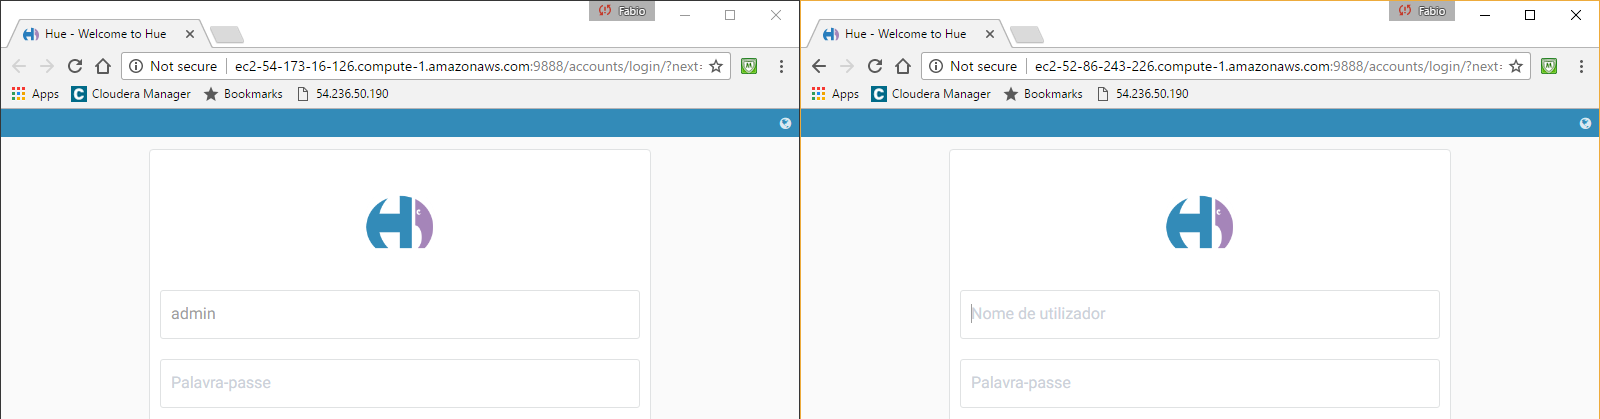 Fabio
Hue - Welcome to Hue
Not secure ec2-54-173-16-126.compute-1.amazonaws.com:9888/accounts/login/?next=
Apps Cloudera Manager Bookmarks 54.236.50.190
admin
Palavra-passe
Fabio
Hue - Welcome to Hue
Not secure ec2-52-86-243-226.compute-1.amazonaws.com:9888/accounts/login/?next=
Apps Cloudera Manager Bookmarks 54.236.50.190
Nome de utilizador
Palavra-passe